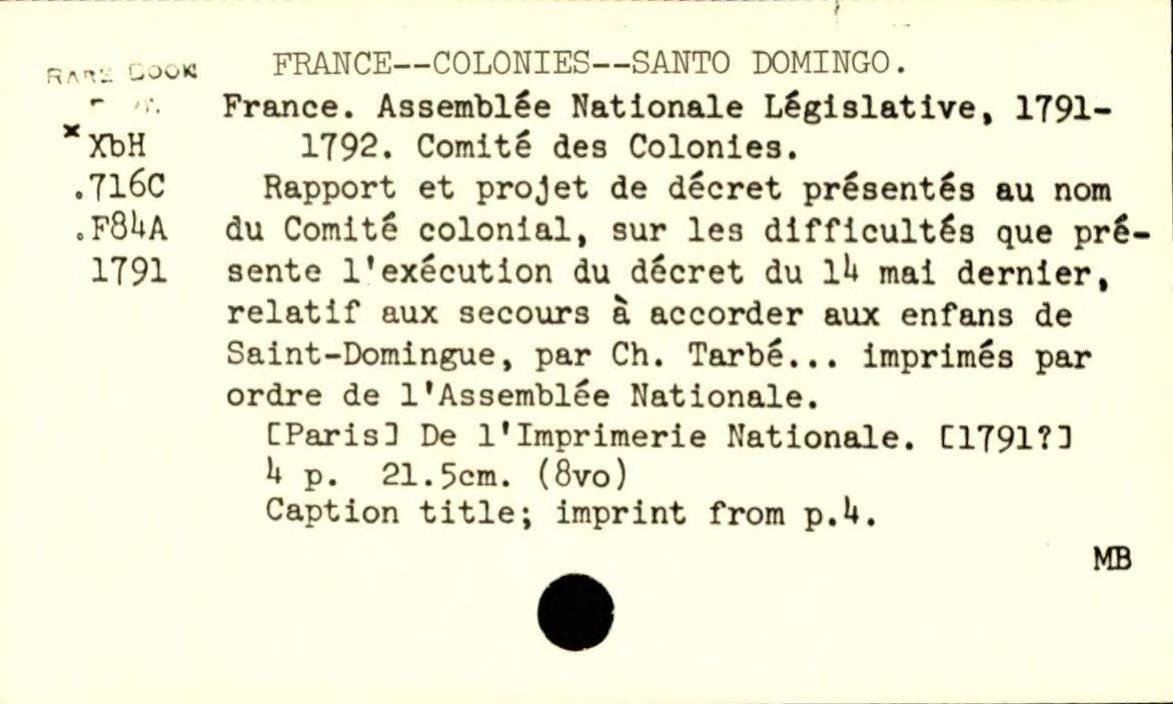 FRANCE--COLONIES--SANTO DOMINGO.
RARE BOOK
France. Assemblée Nationale Législative, 1791-
x XbH 1792. Comité des Colonies.
.716C Rapport et projet de décret présentés au nom
.F84A du Comité colonial, sur les difficultés que pré-
1791 sente l'exécution du décret du 14 mai dernier,
relatif aux secours à accorder aux enfans de
Saint-Domingue, par Ch. Tarbé... imprimés par
ordre de l'Assemblée Nationale.
[Paris] De l'Imprimerie Nationale. [1791?]
4 p. 21.5cm. (8vo)
Caption title; imprint from p.4.
MB